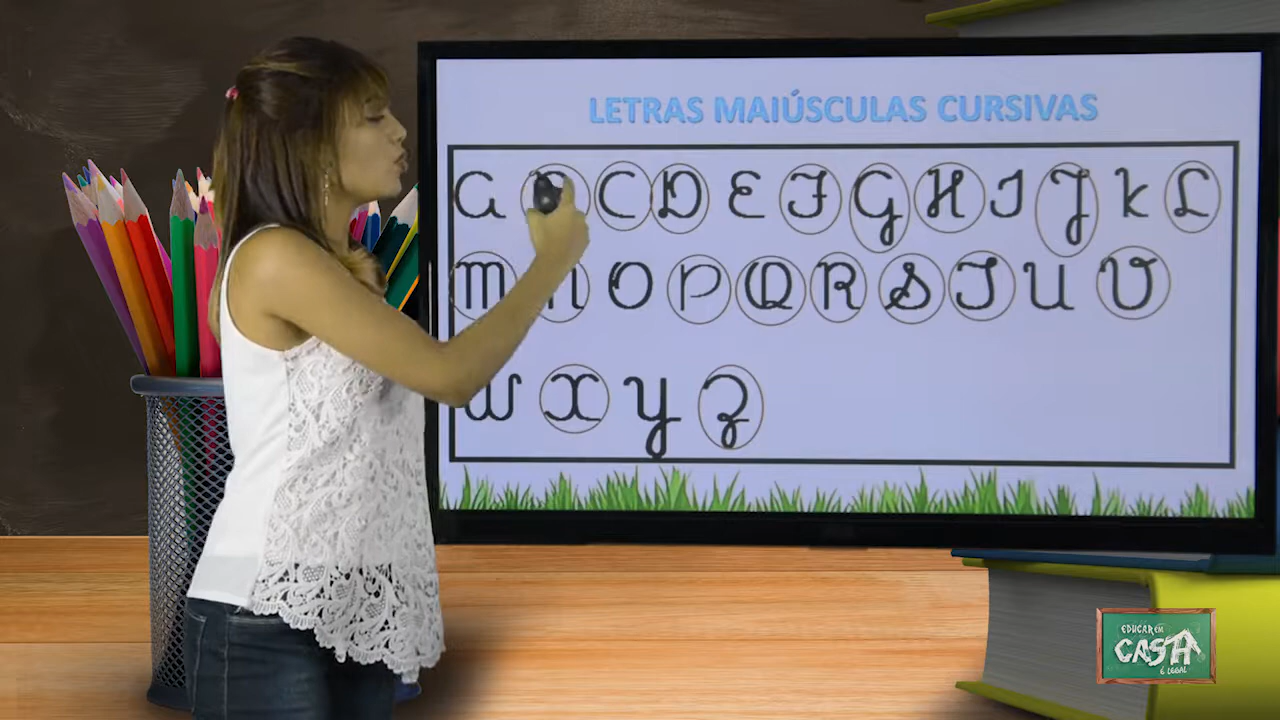 LETRAS MAIÚSCULAS CURSIVAS
A C D E F G H I J K L
M N O P Q R S T U V
W X Y Z
EDUCAR EM
CASA
É LEGAL